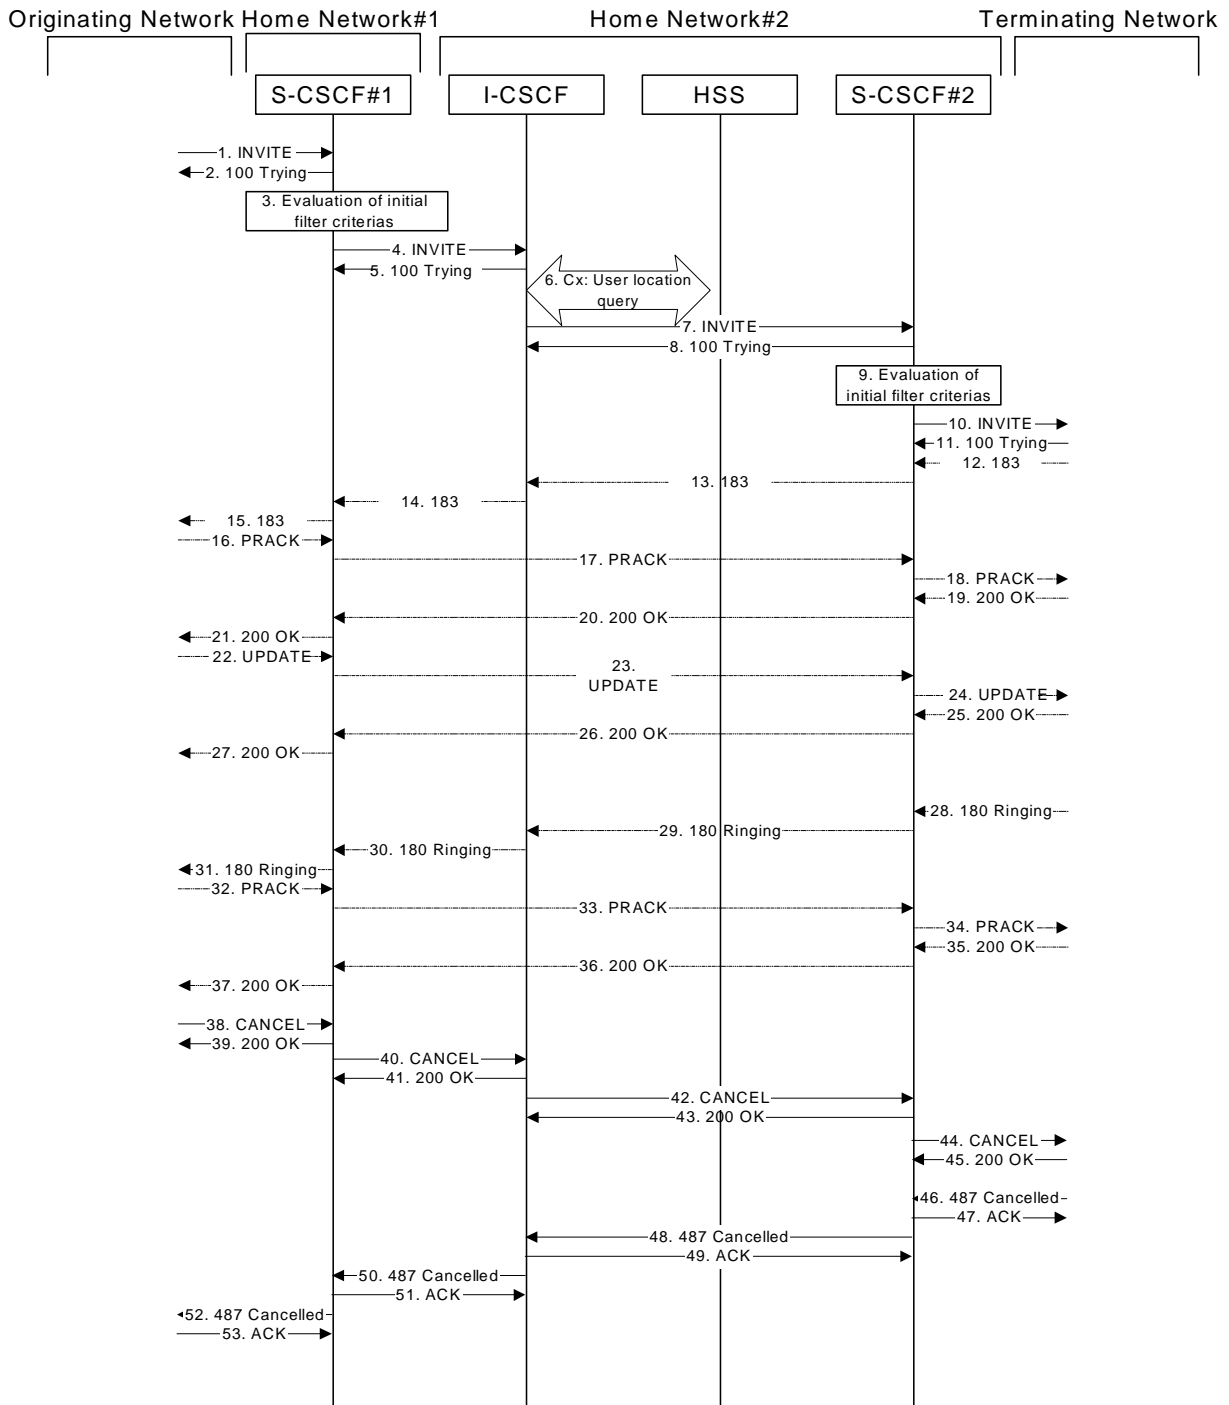 Originating Network Home Network#1 Home Network#2 Terminating Network
S-CSCF#1 I-CSCF HSS S-CSCF#2
1. INVITE
2. 100 Trying
3. Evaluation of initial
filter criterias
4. INVITE
5. 100 Trying
6. Cx: User location
query
7. INVITE
8. 100 Trying
9. Evaluation of
initial filter criterias
10. INVITE
11. 100 Trying
12. 183
13. 183
14. 183
15. 183
16. PRACK
17. PRACK
18. PRACK
19. 200 OK
20. 200 OK
21. 200 OK
22. UPDATE
23.
UPDATE
24. UPDATE
25. 200 OK
26. 200 OK
27. 200 OK
28. 180 Ringing
29. 180 Ringing
30. 180 Ringing
31. 180 Ringing
32. PRACK
33. PRACK
34. PRACK
35. 200 OK
36. 200 OK
37. 200 OK
38. CANCEL
39. 200 OK
40. CANCEL
41. 200 OK
42. CANCEL
43. 200 OK
44. CANCEL
45. 200 OK
46. 487 Cancelled
47. ACK
48. 487 Cancelled
49. ACK
50. 487 Cancelled
51. ACK
52. 487 Cancelled
53. ACK